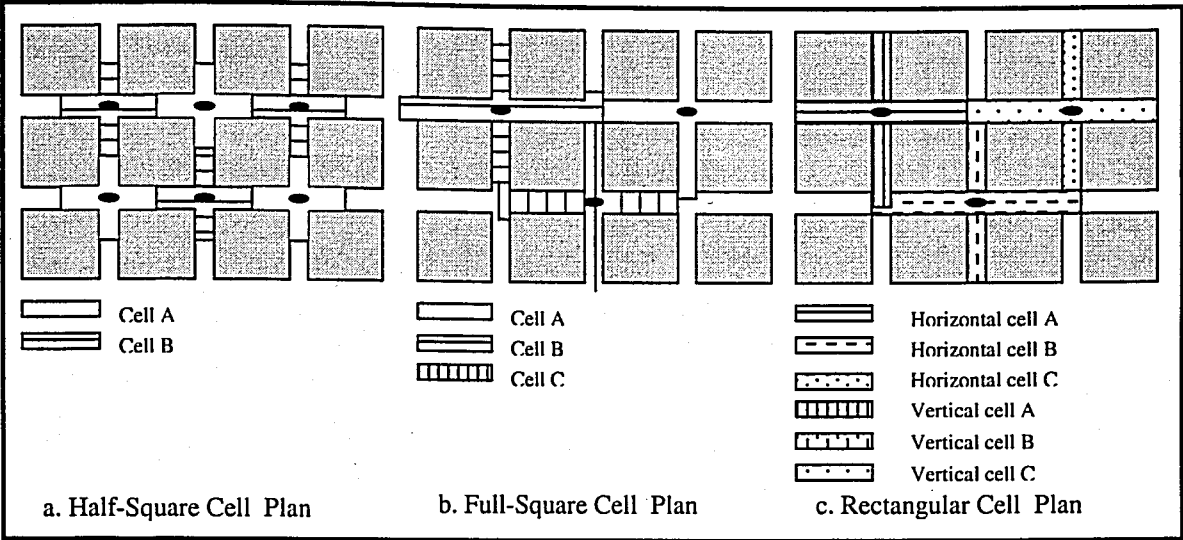 Cell A
Cell B
a. Half-Square Cell Plan
Cell A
Cell B
Cell C
b. Full-Square Cell Plan
Horizontal cell A
Horizontal cell B
Horizontal cell C
Vertical cell A
Vertical cell B
Vertical cell C
c. Rectangular Cell Plan